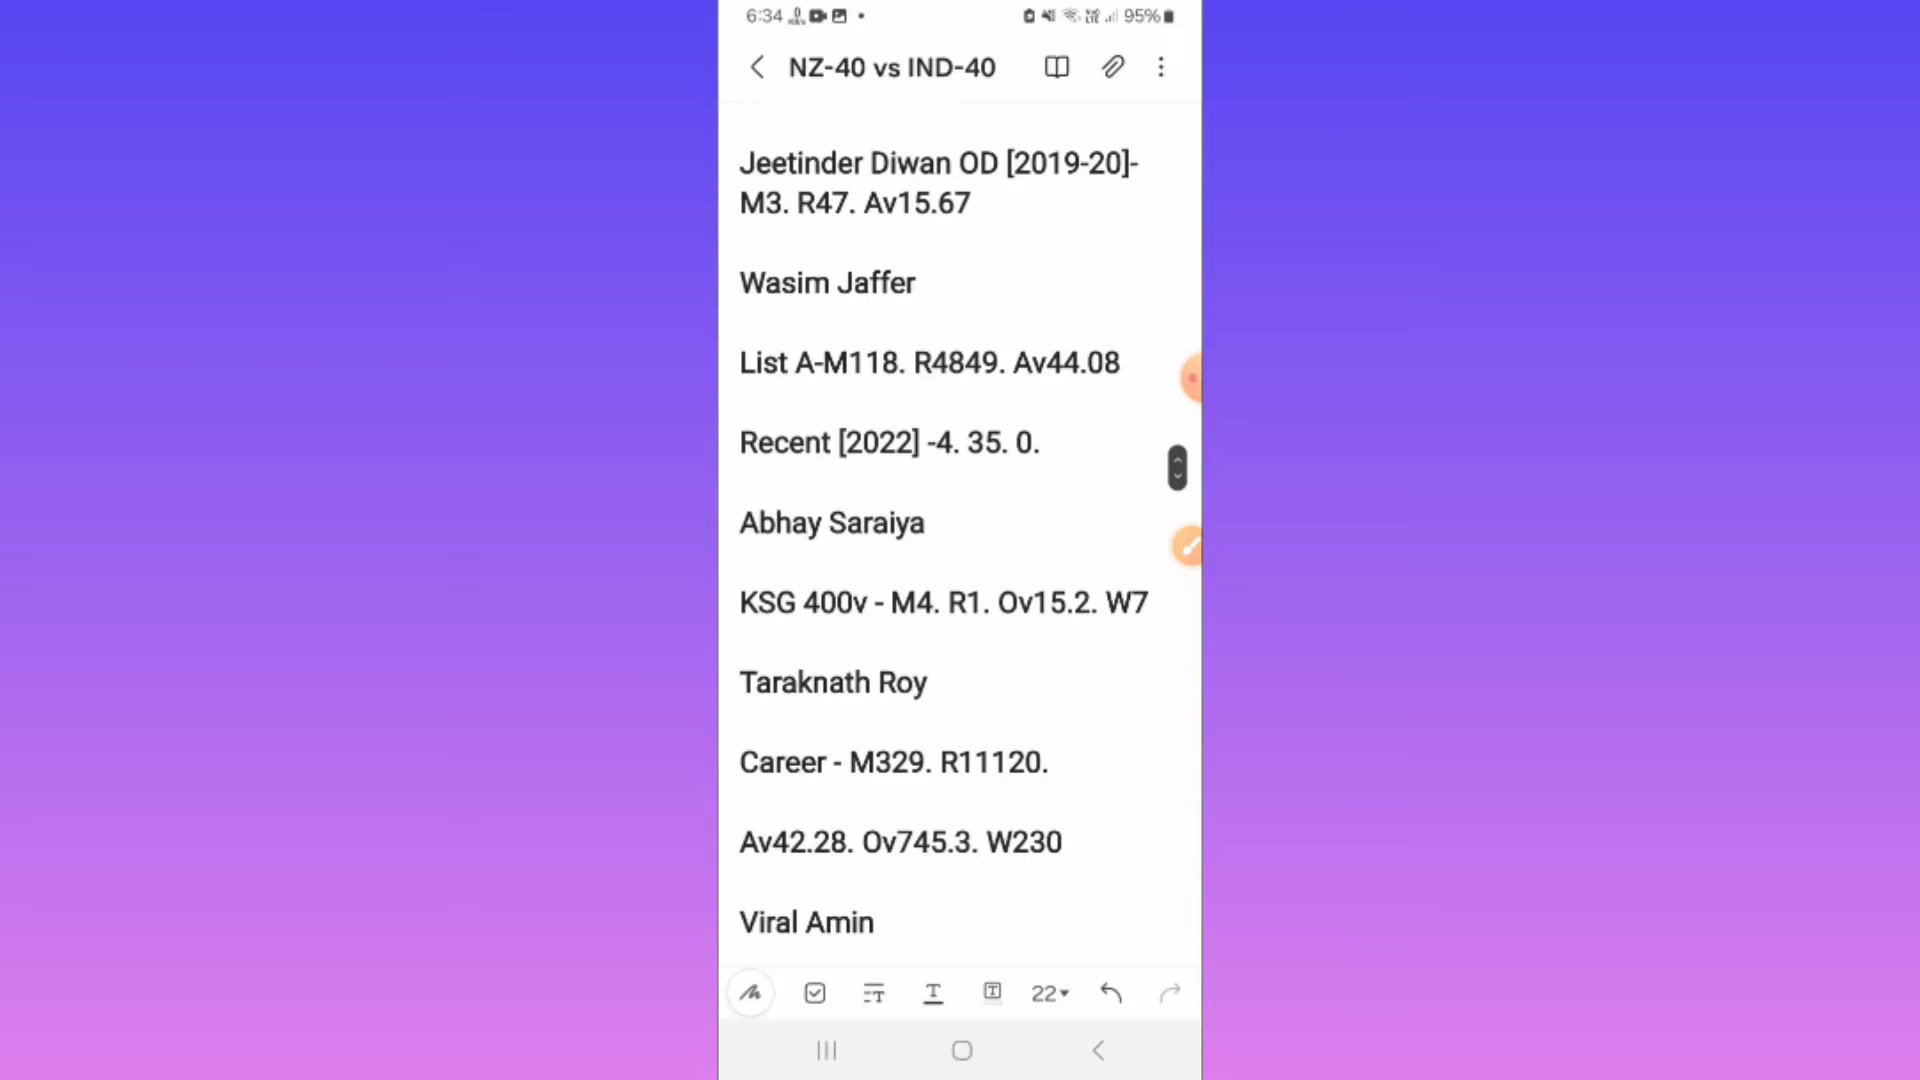 6:34
95%
NZ-40 vs IND-40
Jeetinder Diwan OD [2019-20]-
M3. R47. Av15.67
Wasim Jaffer
List A-M118. R4849. Av44.08
Recent [2022] -4. 35. 0.
Abhay Saraiya
KSG 400v - M4. R1. Ov15.2. W7
Taraknath Roy
Career - M329. R11120.
Av42.28. Ov745.3. W230
Viral Amin
22